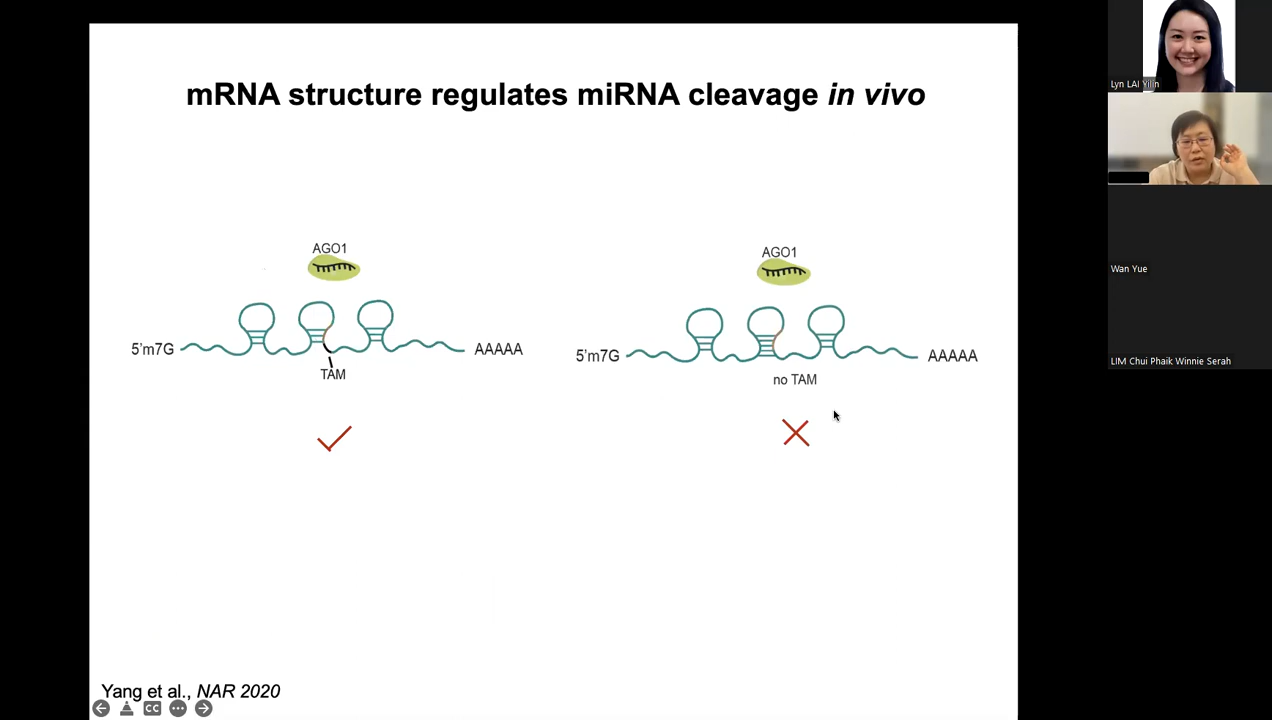 mRNA structure regulates miRNA cleavage in vivo
AGO1
5'm7G
AAAAA
TAM
AGO1
5'm7G
AAAAA
no TAM
Yang et al., NAR 2020
CC
Lyn LAI Yilin
Wan Yue
LIM Chui Phaik Winnie Serah